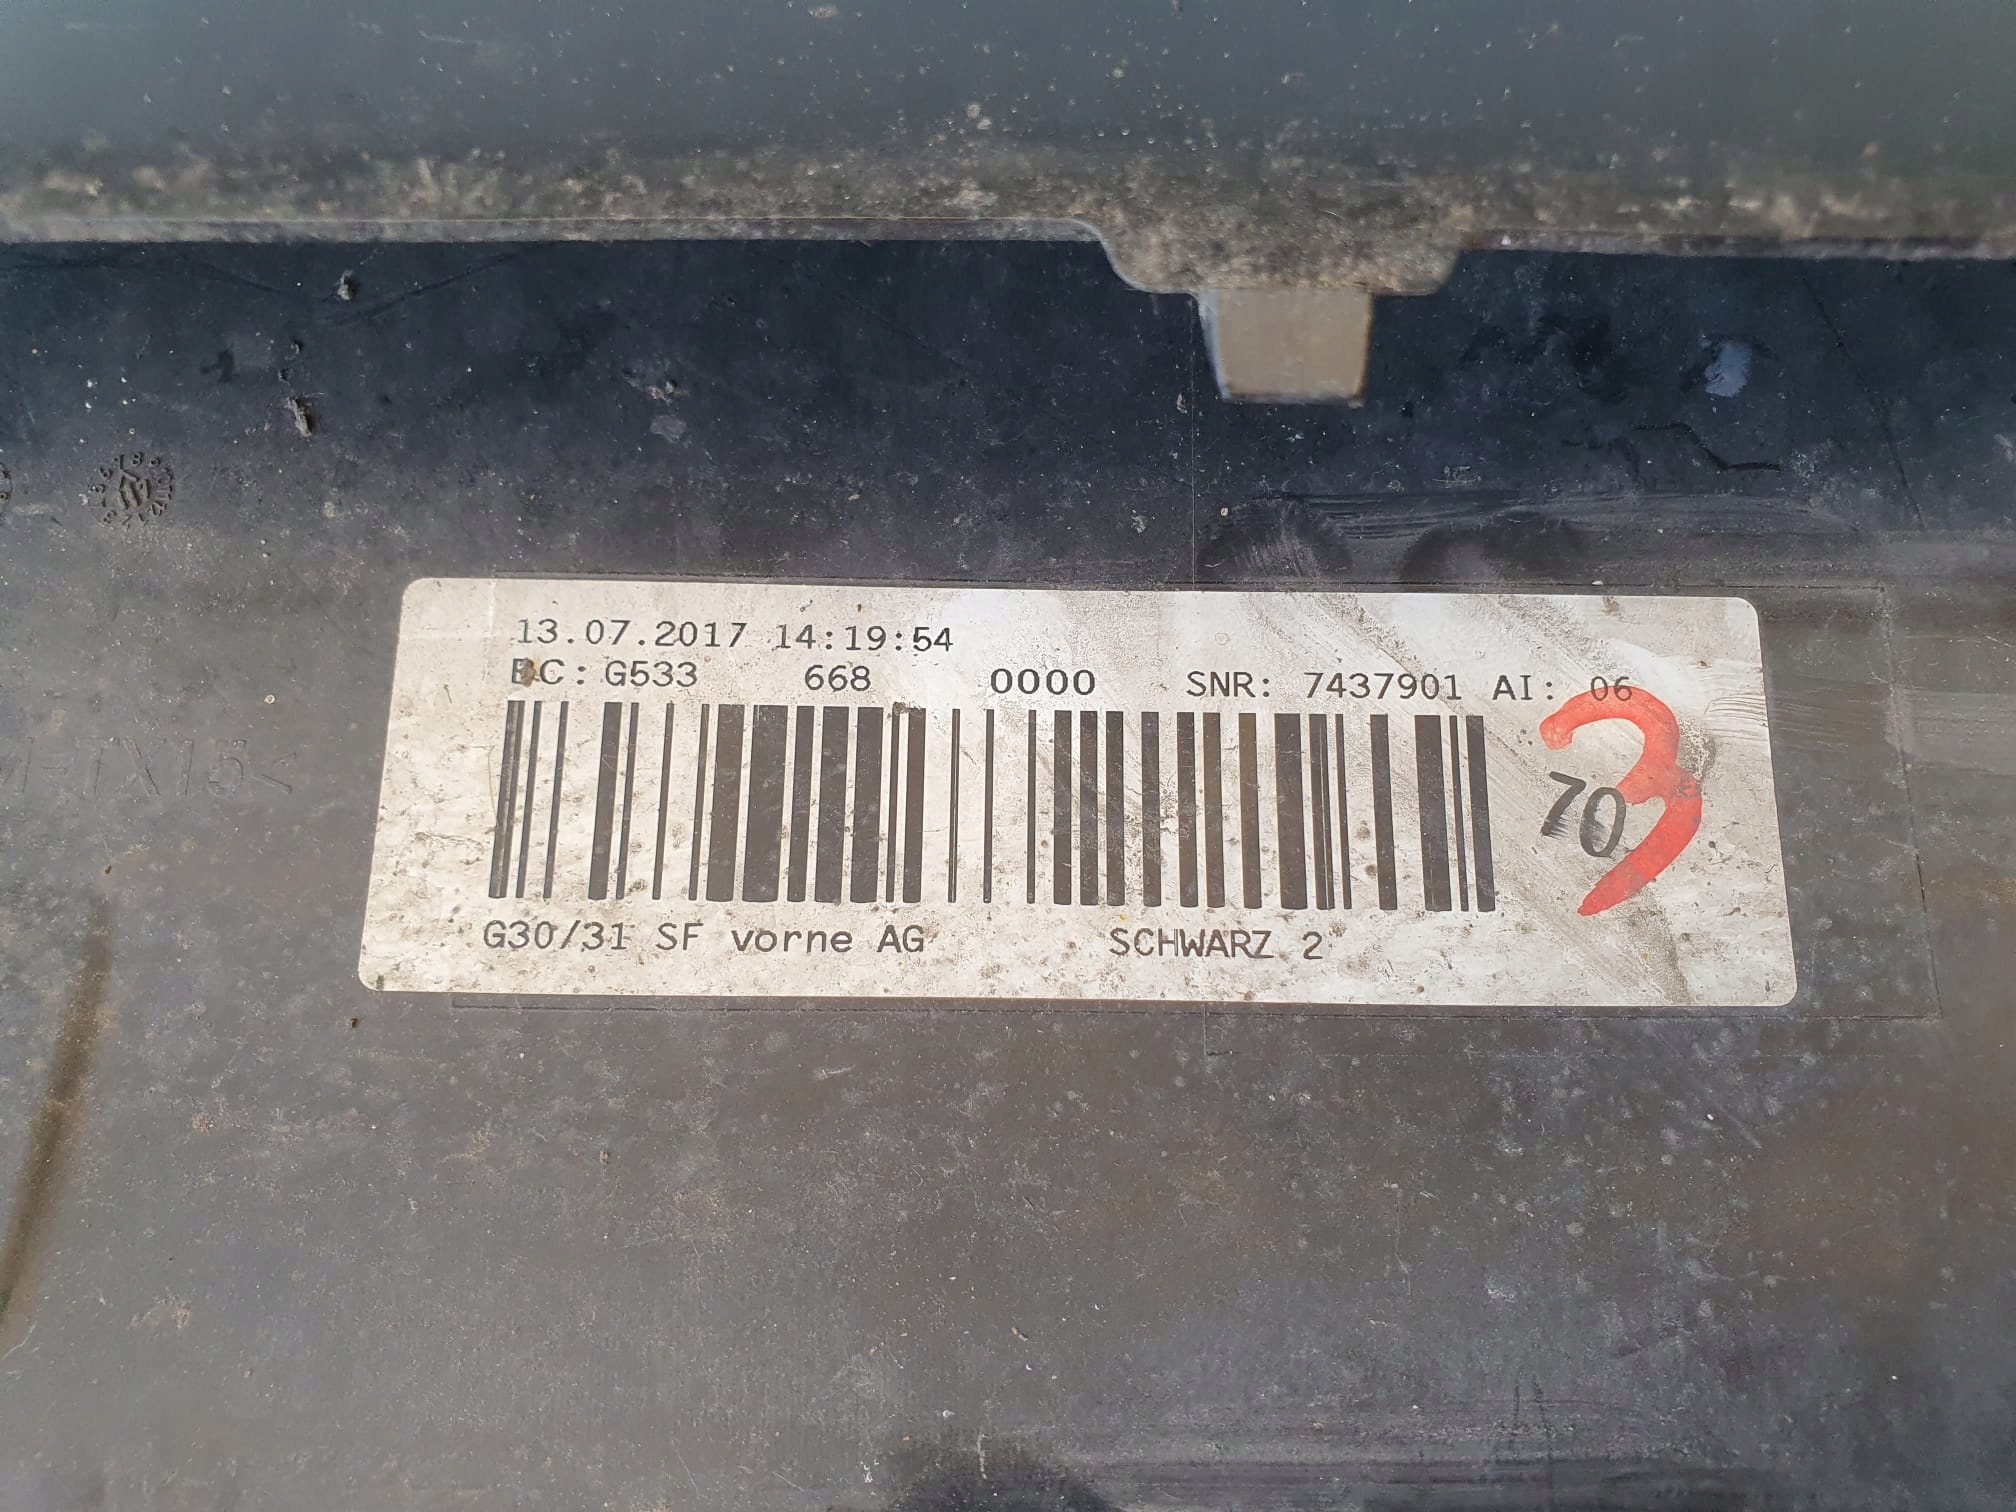 13.07.2017 14:19:54
BC: G533 668 0000 SNR: 7437901 AI: 06
3
70
G30/31 SF vorne AG SCHWARZ 2
TX15<